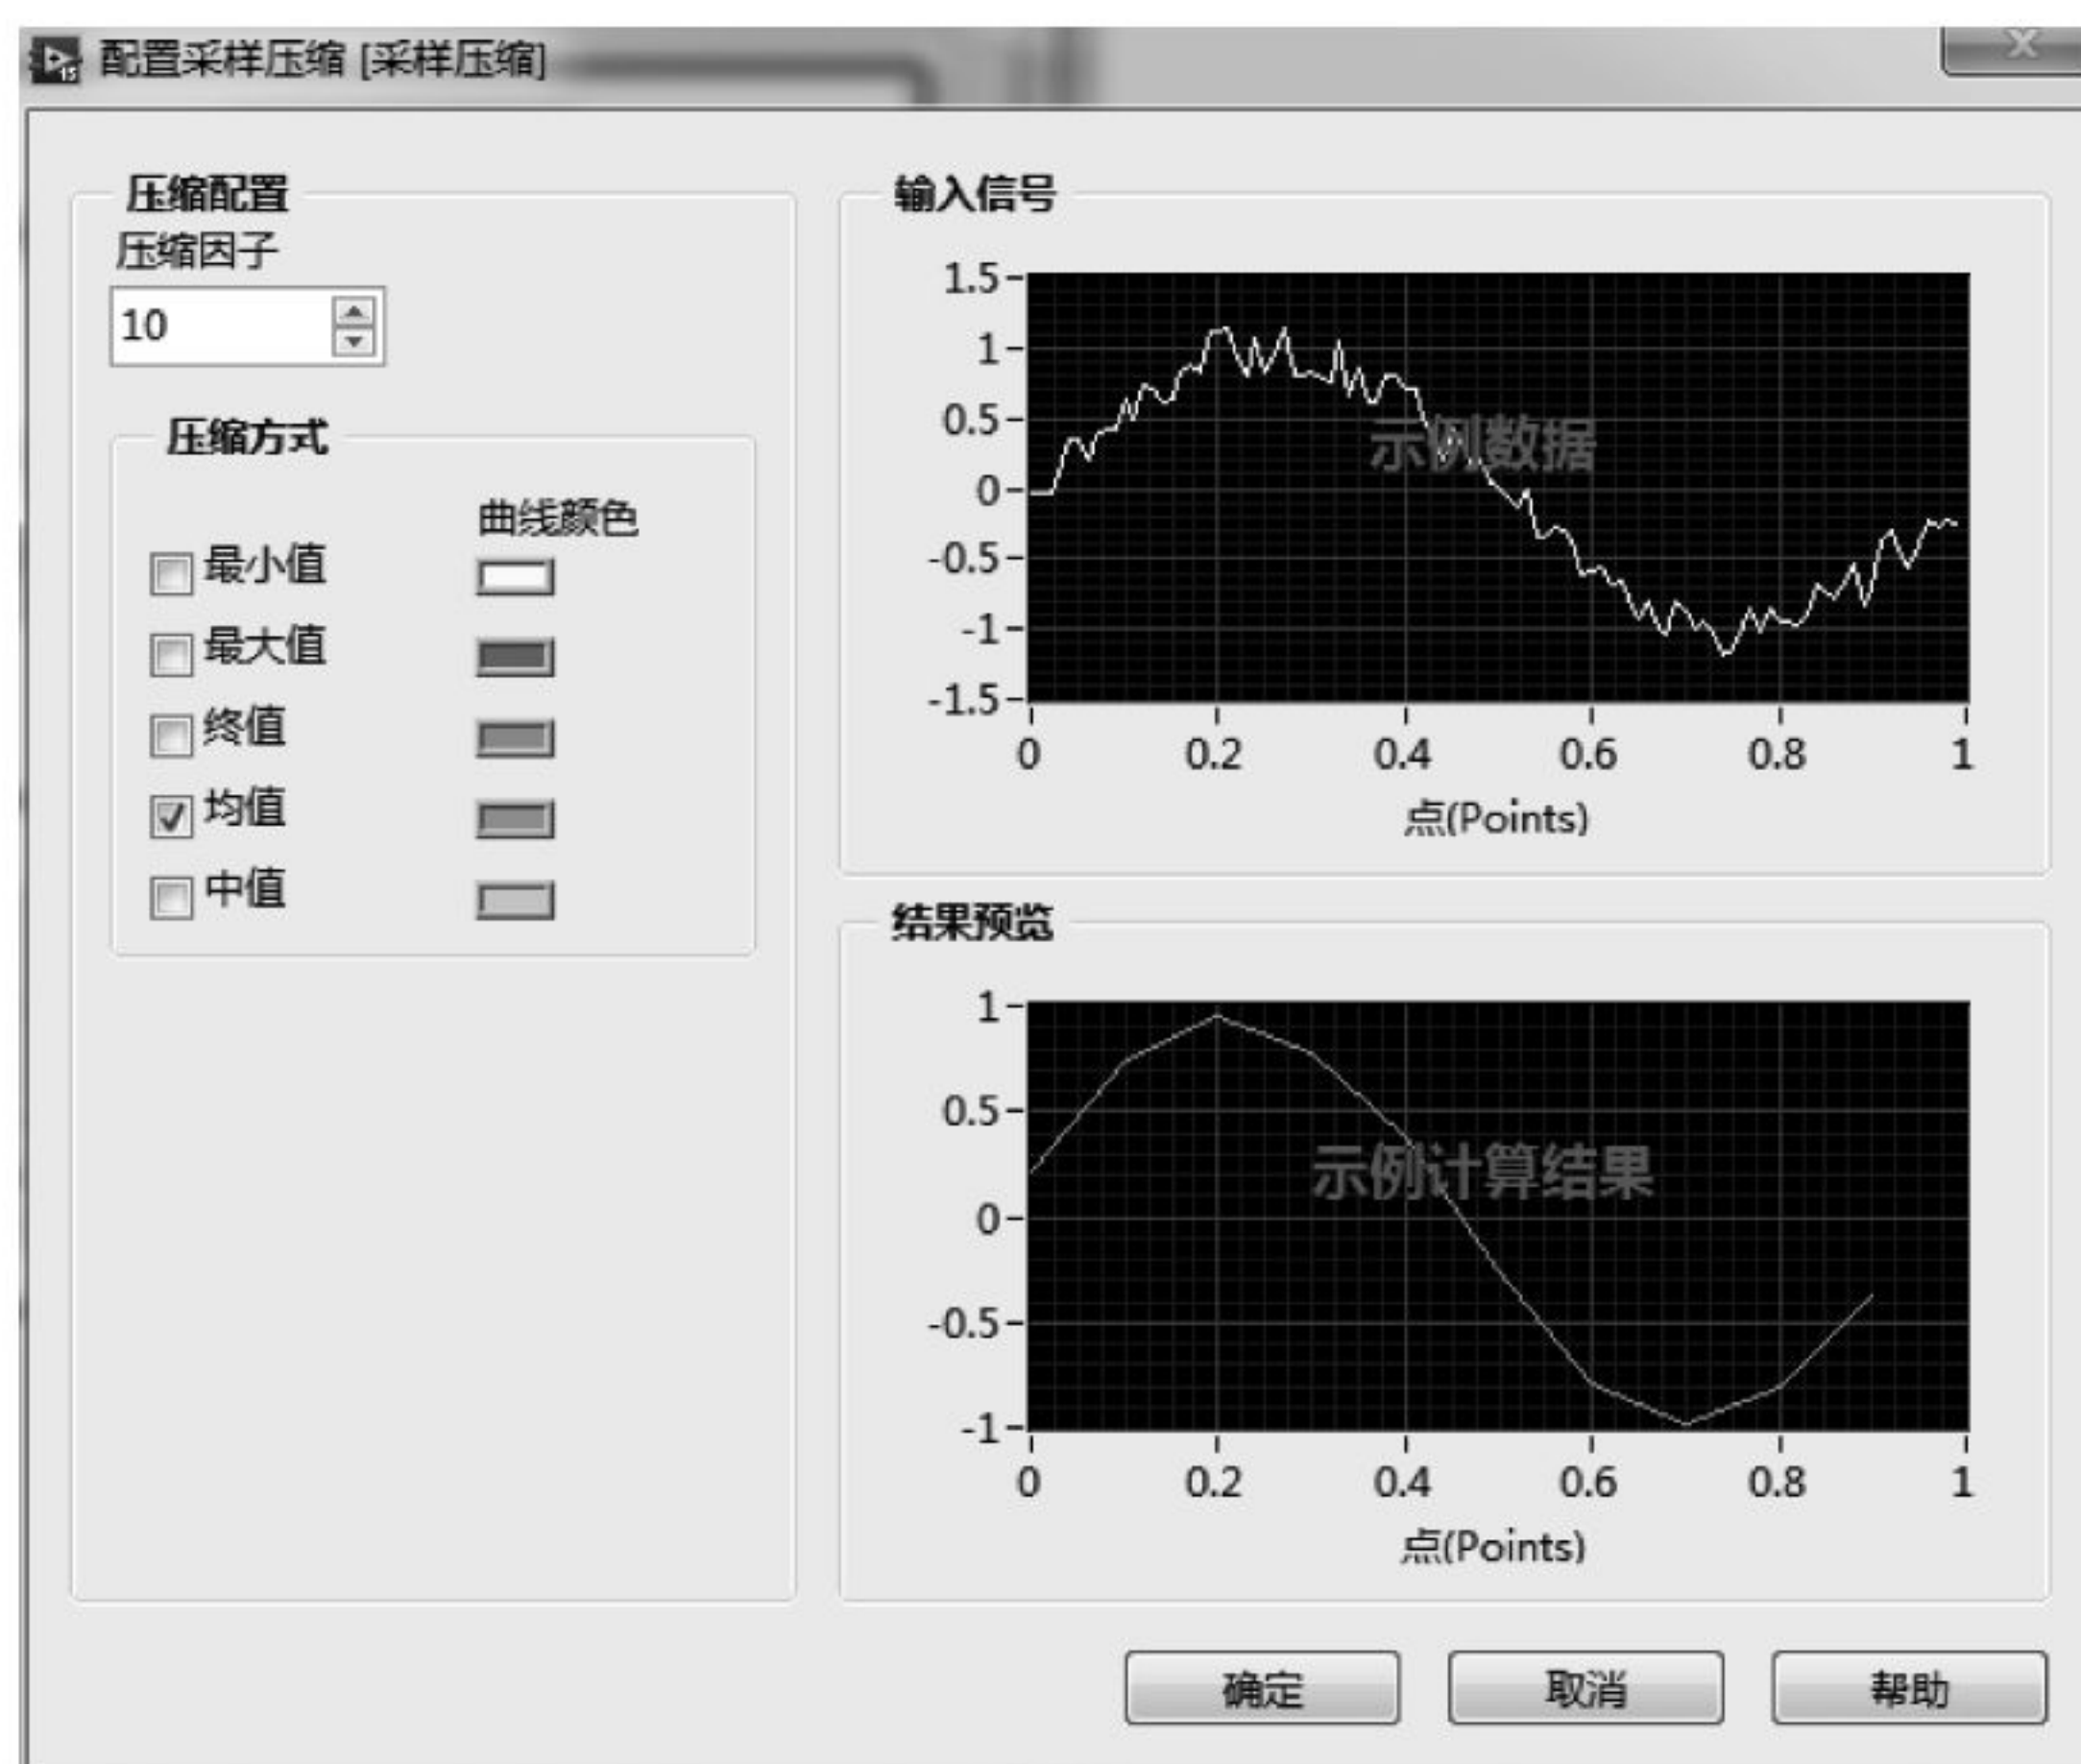 配置采样压缩 [采样压缩]
压缩配置
压缩因子
10
压缩方式
曲线颜色
最小值
最大值
终值
均值
中值
输入信号
1.5
1
0.5
0
-0.5
-1
-1.5
示例数据
0 0.2 0.4 0.6 0.8 1
点(Points)
结果预览
1
0.5
0
-0.5
-1
示例计算结果
0 0.2 0.4 0.6 0.8 1
点(Points)
确定 取消 帮助